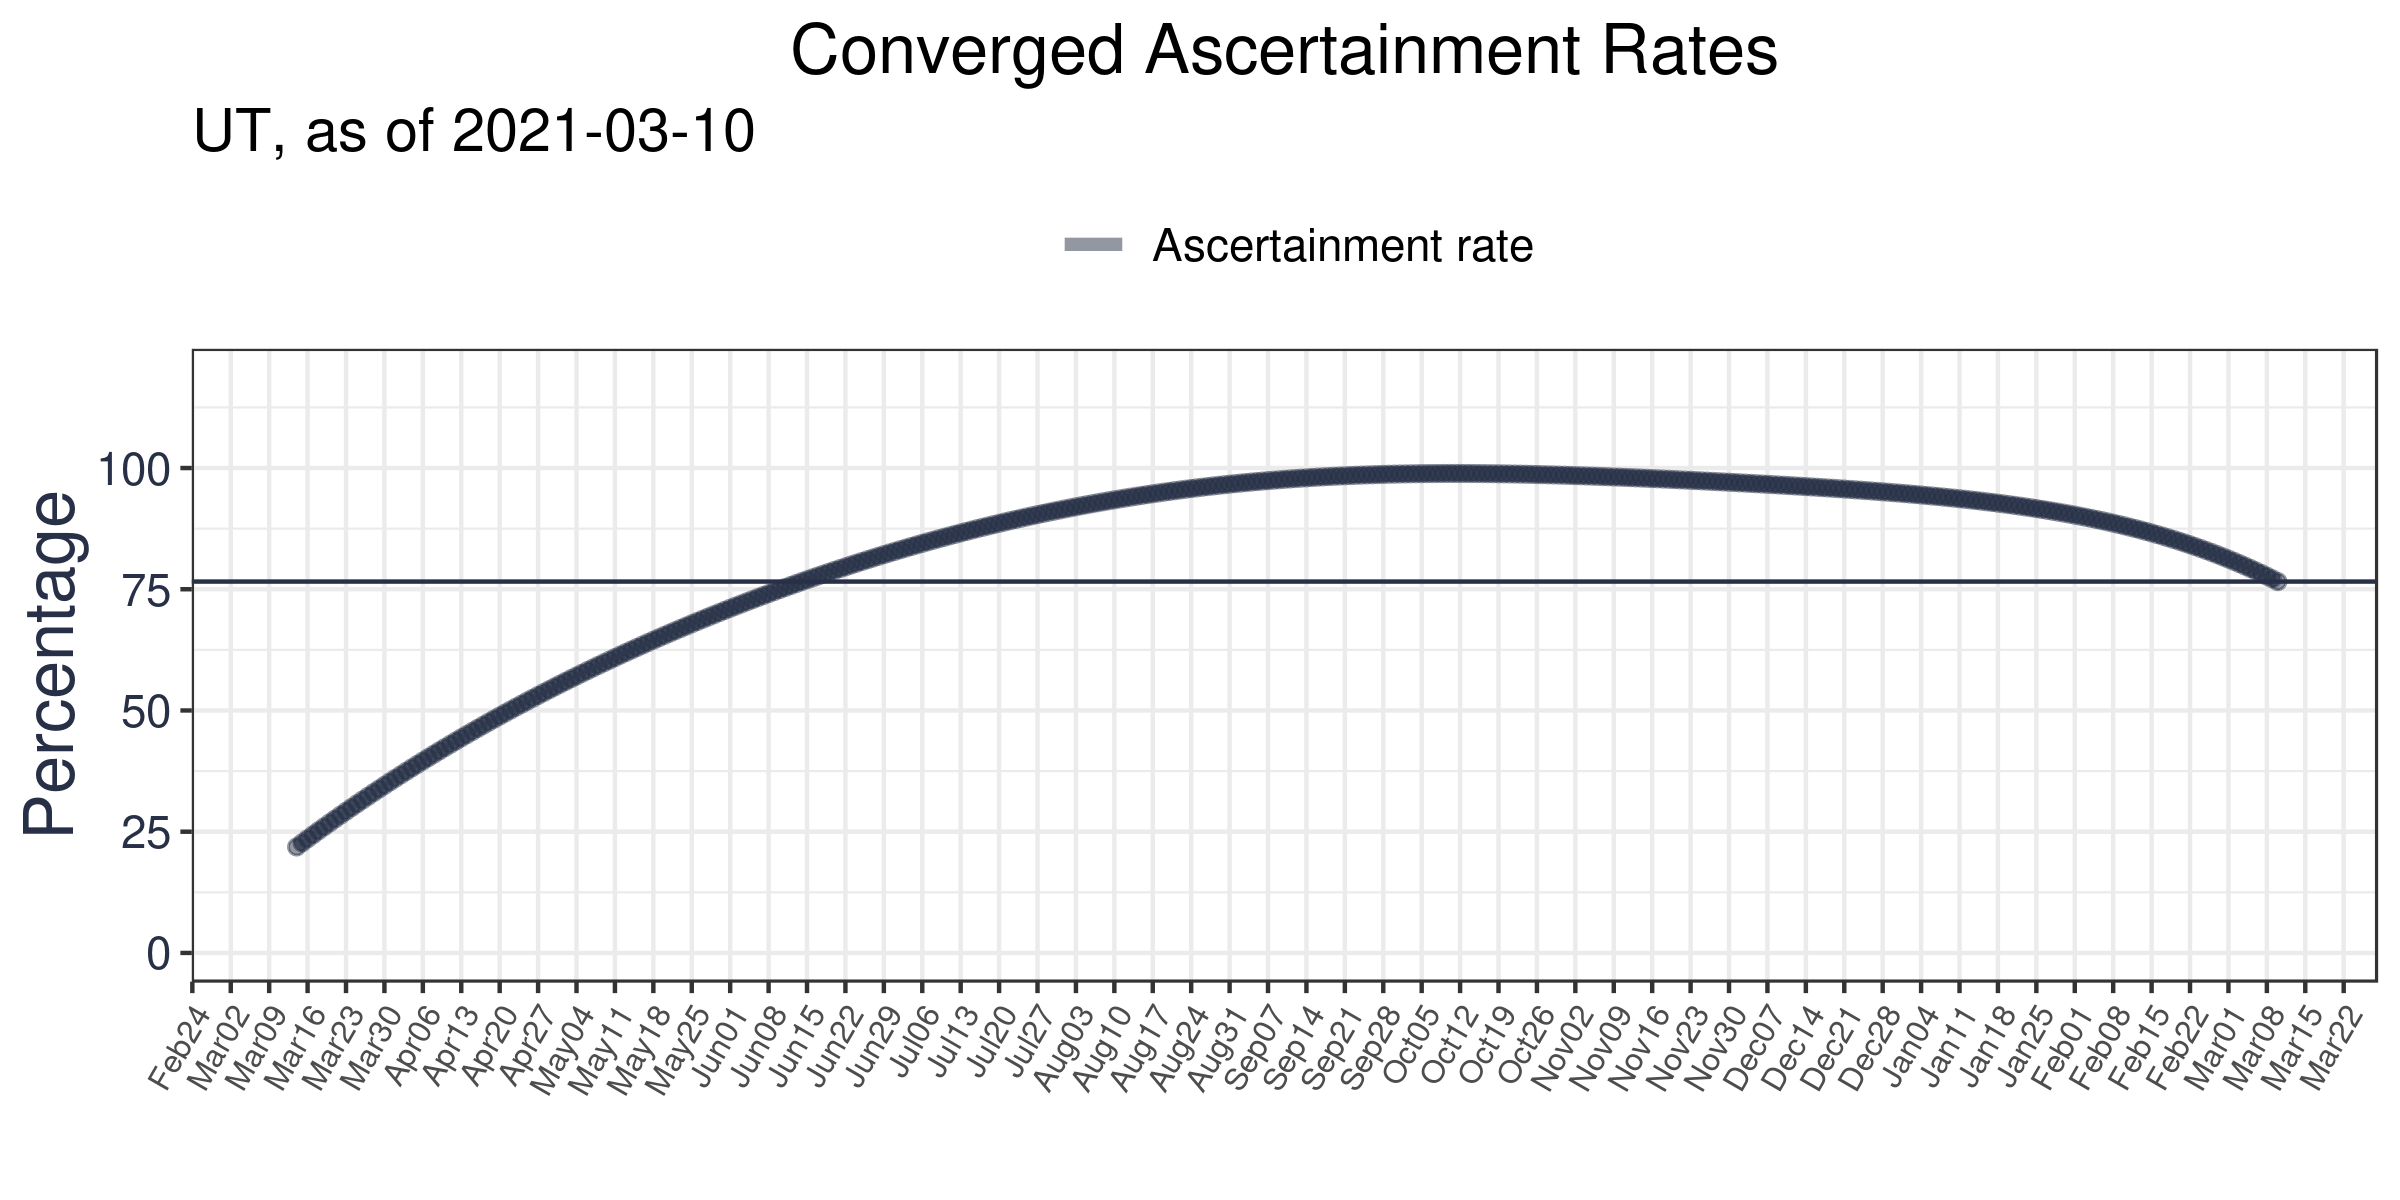 Converged Ascertainment Rates
UT, as of 2021-03-10
Ascertainment rate
Percentage
100
75
50
25
0
Feb24
Mar02
Mar09
Mar16
Mar23
Mar30
Apr06
Apr13
Apr20
Apr27
May04
May11
May18
May25
Jun01
Jun08
Jun15
Jun22
Jun29
Jul06
Jul13
Jul20
Jul27
Aug03
Aug10
Aug17
Aug24
Aug31
Sep07
Sep14
Sep21
Sep28
Oct05
Oct12
Oct19
Oct26
Nov02
Nov09
Nov16
Nov23
Nov30
Dec07
Dec14
Dec21
Dec28
Jan04
Jan11
Jan18
Jan25
Feb01
Feb08
Feb15
Feb22
Mar01
Mar08
Mar15
Mar22